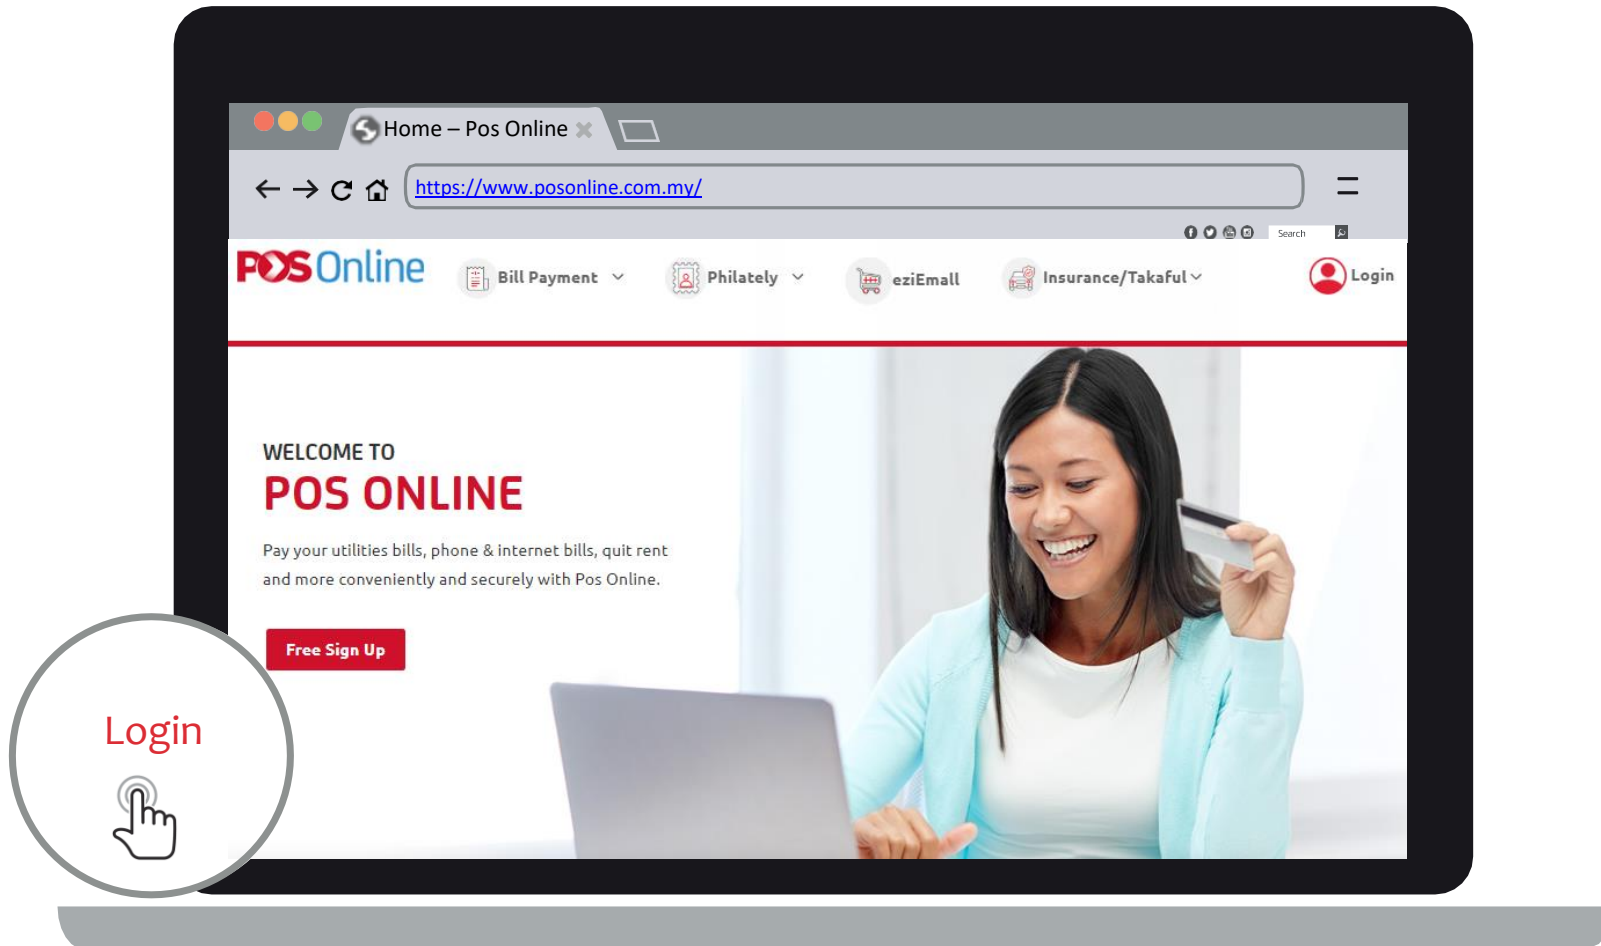 Home – Pos Online
https://www.posonline.com.my/
Search
POS Online
Bill Payment
Philately
eziEmall
Insurance/Takaful
Login
WELCOME TO
POS ONLINE
Pay your utilities bills, phone & internet bills, quit rent
and more conveniently and securely with Pos Online.
Free Sign Up
Login